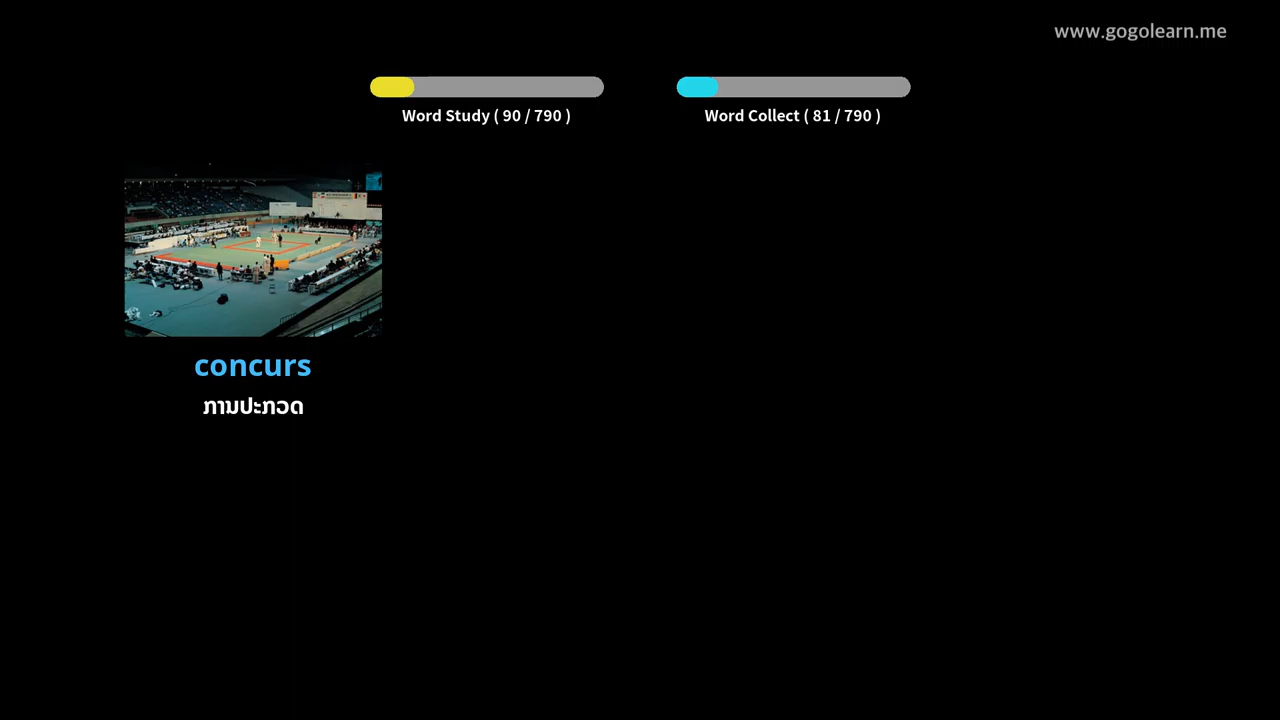 www.gogolearn.me
Word Study ( 90 / 790 )
Word Collect ( 81 / 790 )
concurs
ການປະກວດ